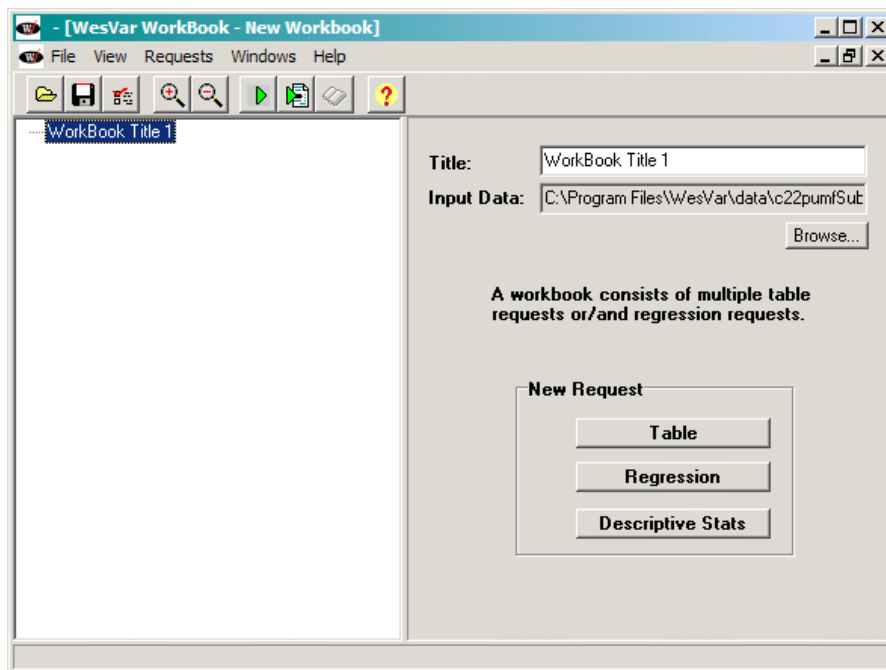 - [WesVar WorkBook - New Workbook]
File View Requests Windows Help
WorkBook Title 1
Title: WorkBook Title 1
Input Data: C:\Program Files\WesVar\data\c22pumfSub
Browse...
A workbook consists of multiple table
requests or/and regression requests.
New Request
Table
Regression
Descriptive Stats